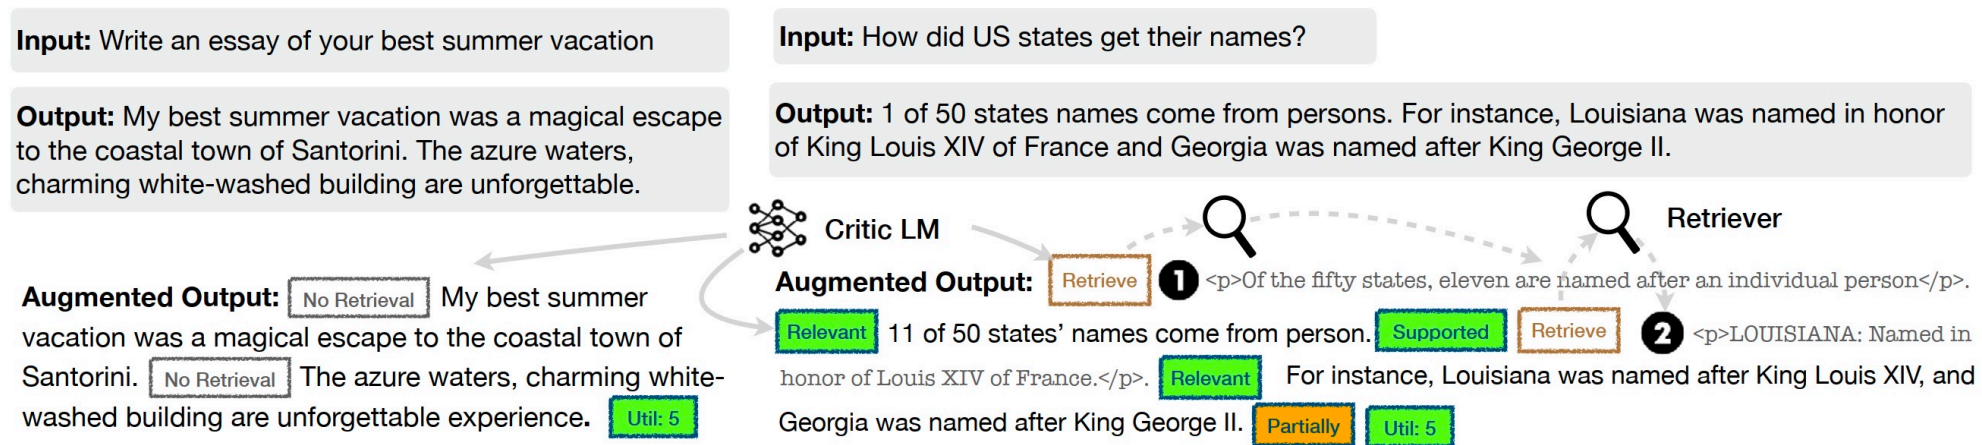 Input: Write an essay of your best summer vacation
Output: My best summer vacation was a magical escape
to the coastal town of Santorini. The azure waters,
charming white-washed building are unforgettable.
Augmented Output: No Retrieval My best summer
vacation was a magical escape to the coastal town of
Santorini. No Retrieval The azure waters, charming white-
washed building are unforgettable experience. Util: 5
Input: How did US states get their names?
Output: 1 of 50 states names come from persons. For instance, Louisiana was named in honor
of King Louis XIV of France and Georgia was named after King George II.
Critic LM
Retriever
Augmented Output: Retrieve 1 <p>Of the fifty states, eleven are named after an individual person</p>.
Relevant 11 of 50 states’ names come from person. Supported Retrieve 2 <p>LOUISIANA: Named in
honor of Louis XIV of France.</p>. Relevant For instance, Louisiana was named after King Louis XIV, and
Georgia was named after King George II. Partially Util: 5